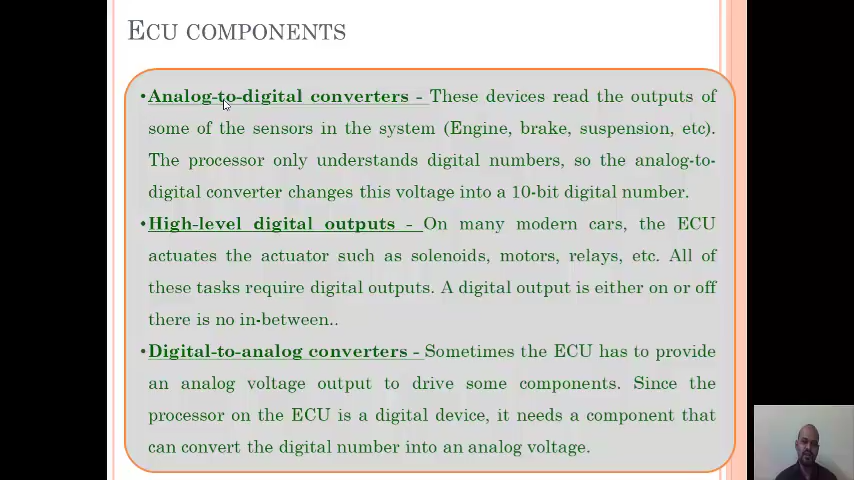 ECU COMPONENTS
•Analog-to-digital converters - These devices read the outputs of
some of the sensors in the system (Engine, brake, suspension, etc).
The processor only understands digital numbers, so the analog-to-
digital converter changes this voltage into a 10-bit digital number.
•High-level digital outputs - On many modern cars, the ECU
actuates the actuator such as solenoids, motors, relays, etc. All of
these tasks require digital outputs. A digital output is either on or off
there is no in-between..
•Digital-to-analog converters - Sometimes the ECU has to provide
an analog voltage output to drive some components. Since the
processor on the ECU is a digital device, it needs a component that
can convert the digital number into an analog voltage.